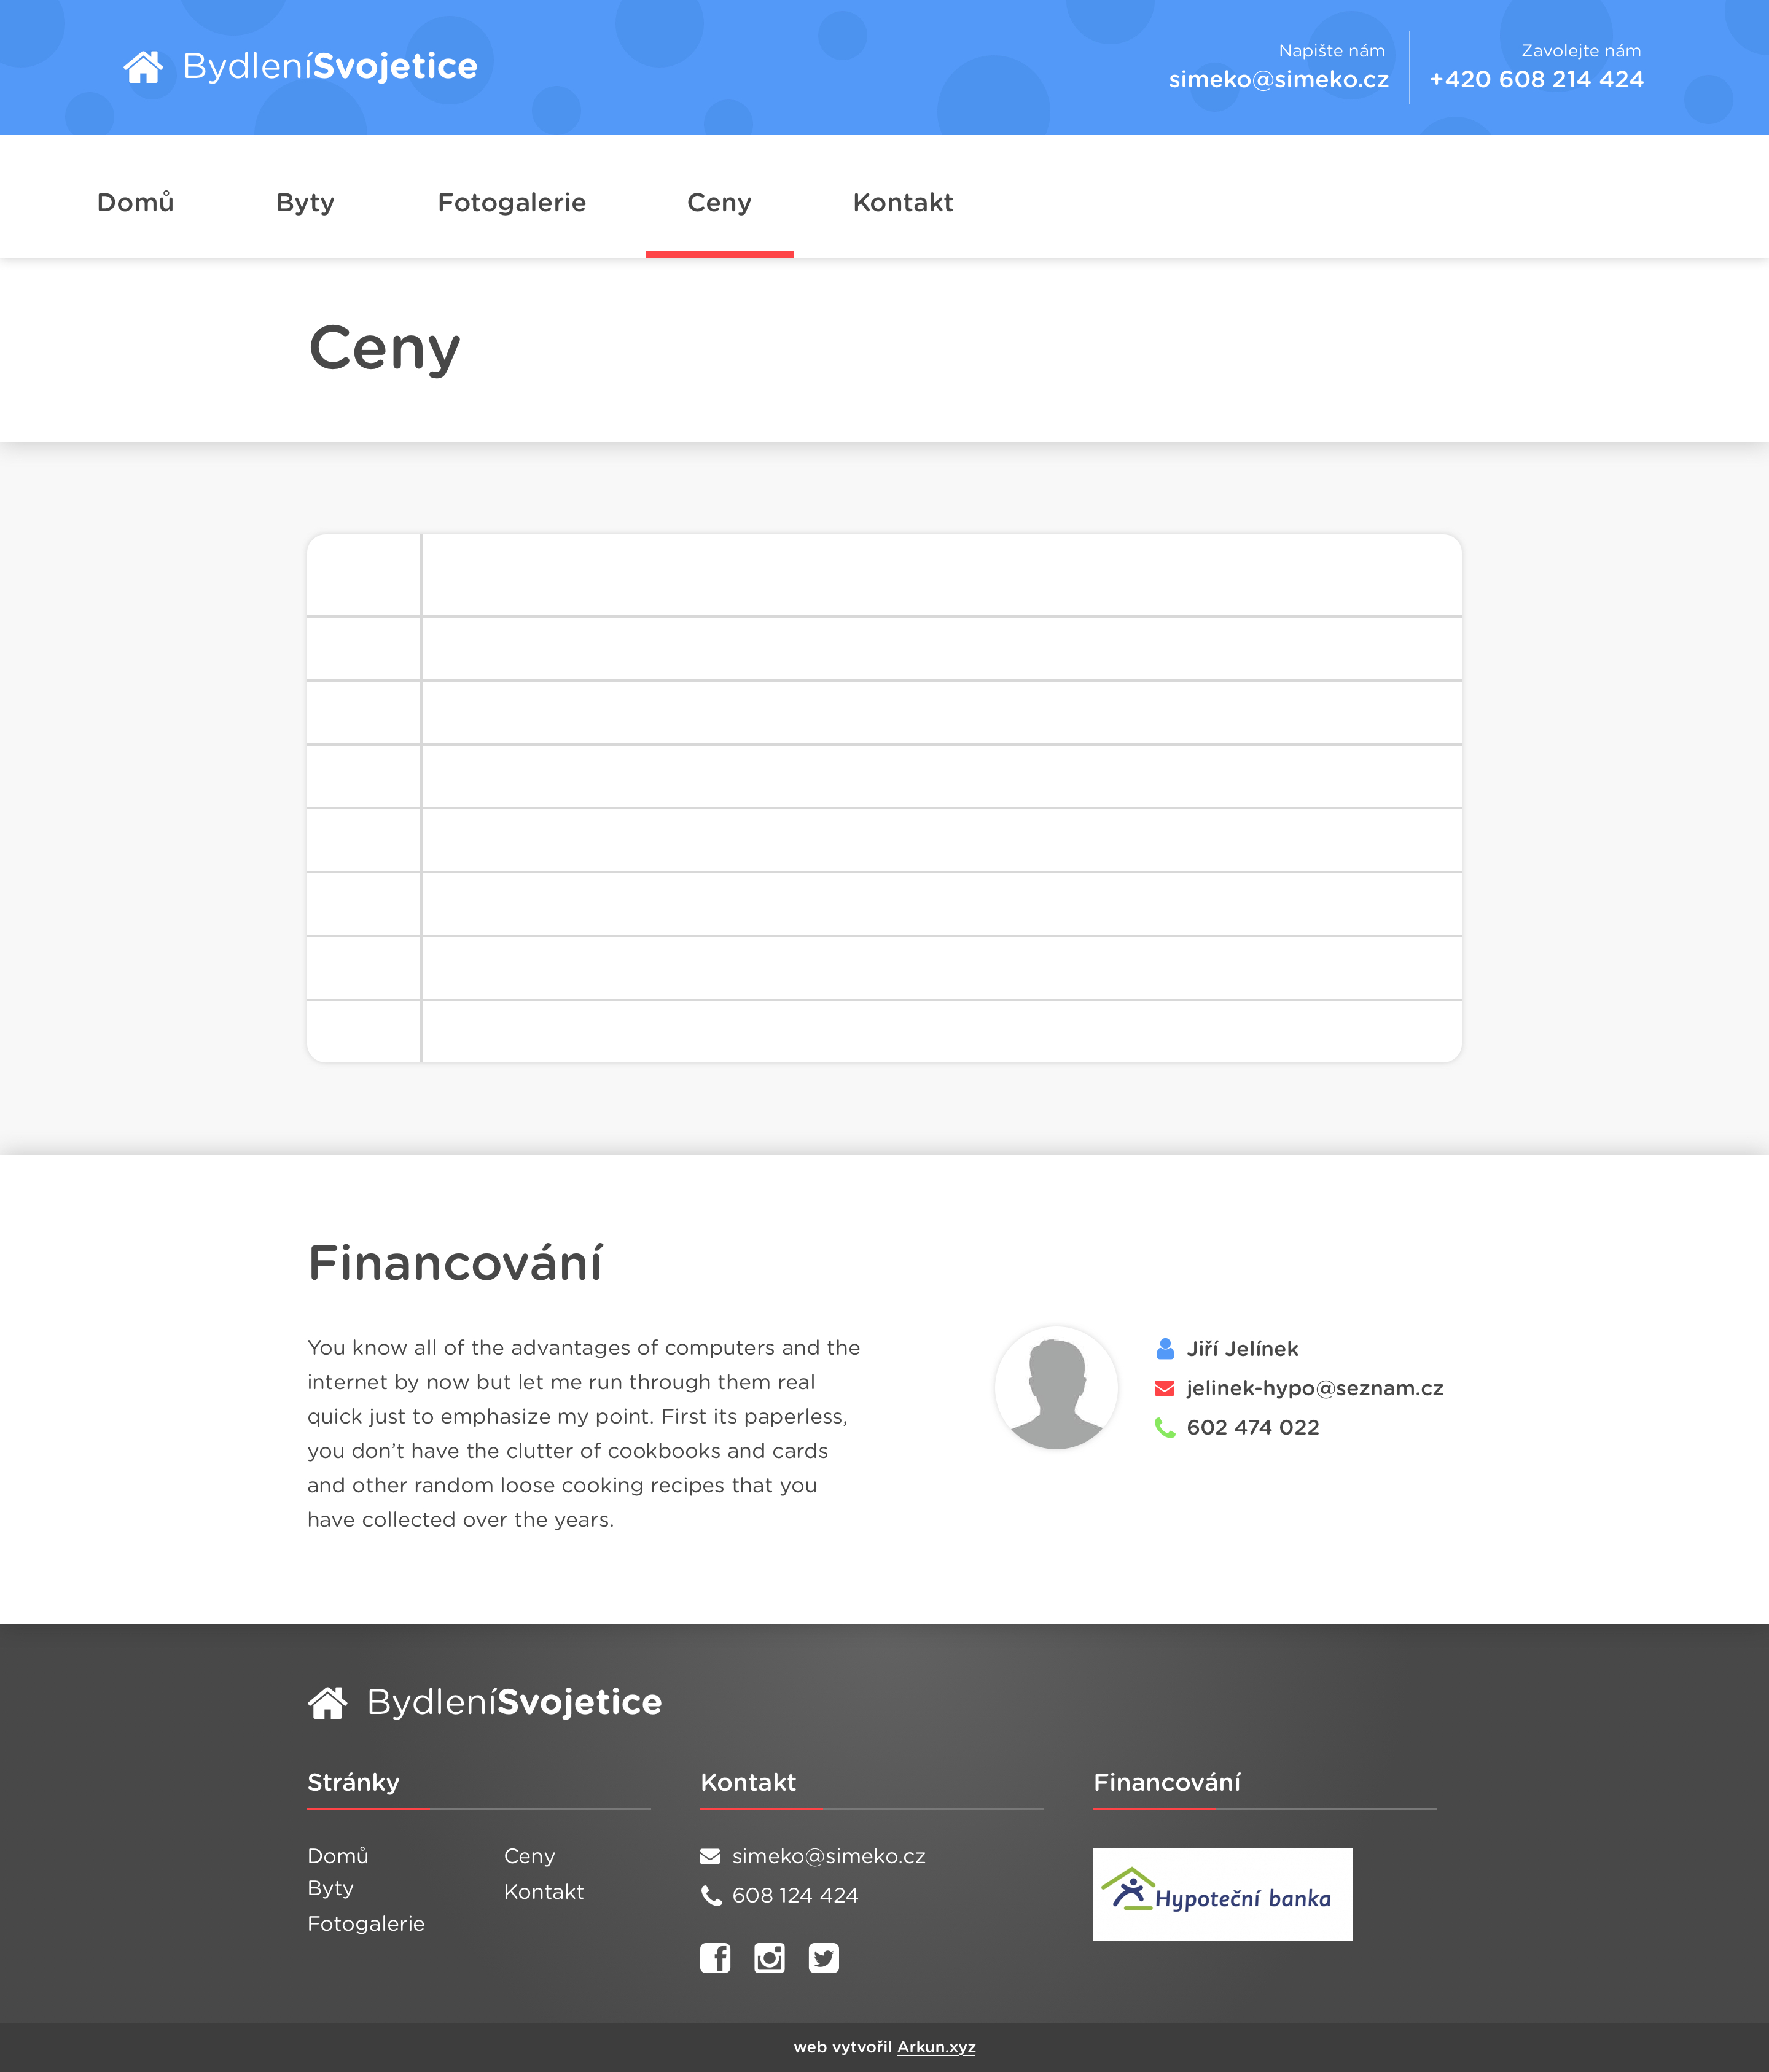 BydleníSvojetice
Napište nám
simeko@simeko.cz
Zavolejte nám
+420 608 214 424
Domů
Byty
Fotogalerie
Ceny
Kontakt
Ceny
Financování
You know all of the advantages of computers and the
internet by now but let me run through them real
quick just to emphasize my point. First its paperless,
you don’t have the clutter of cookbooks and cards
and other random loose cooking recipes that you
have collected over the years.
Jiří Jelínek
jelinek-hypo@seznam.cz
602 474 022
BydleníSvojetice
Stránky
Domů
Byty
Fotogalerie
Ceny
Kontakt
Kontakt
simeko@simeko.cz
608 124 424
Financování
Hypoteční banka
web vytvořil Arkun.xyz